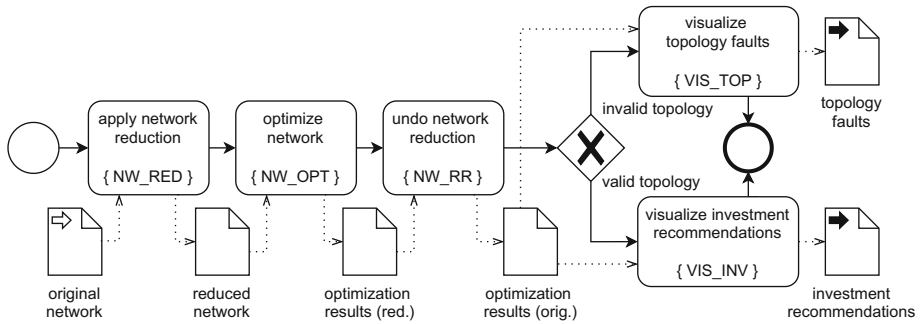 visualize
topology faults
{ VIS_TOP }
topology
faults
invalid topology
apply network
reduction
{ NW_RED }
optimize
network
{ NW_OPT }
undo network
reduction
{ NW_RR }
valid topology
visualize investment
recommendations
{ VIS_INV }
original
network
reduced
network
optimization
results (red.)
optimization
results (orig.)
investment
recommendations